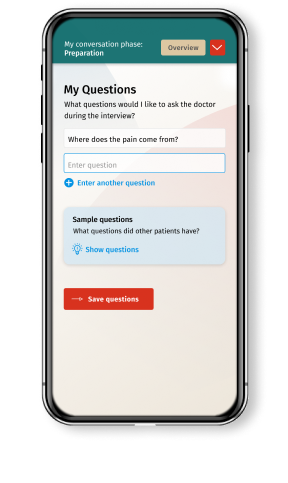 My conversation phase:
Preparation
Overview
My Questions
What questions would I like to ask the doctor
during the interview?
Where does the pain come from?
Enter question
Enter another question
Sample questions
What questions did other patients have?
Show questions
Save questions